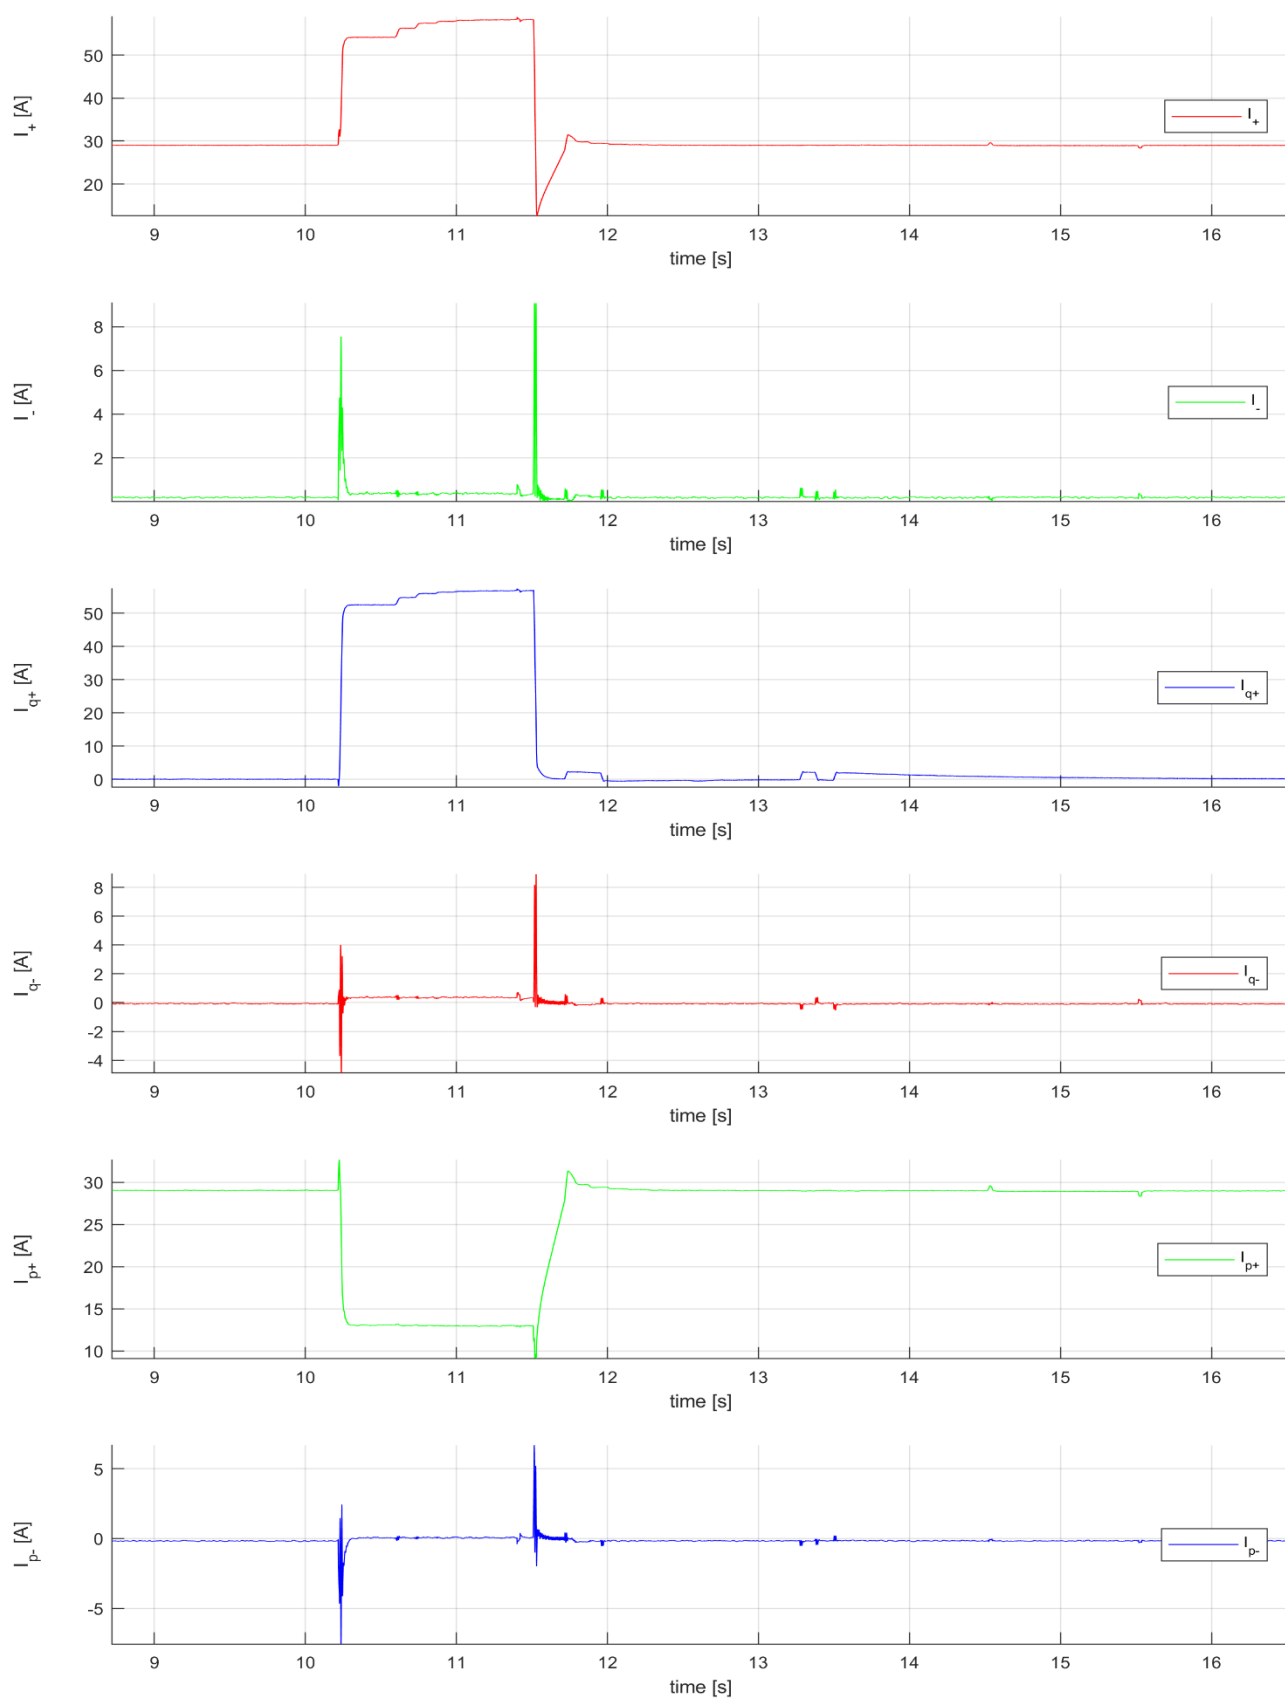 50
40
30
20
I+ [A]
I+
9 10 11 12 13 14 15 16
time [s]
8
6
4
2
I- [A]
I-
9 10 11 12 13 14 15 16
time [s]
50
40
30
20
10
0
Iq+ [A]
Iq+
9 10 11 12 13 14 15 16
time [s]
8
6
4
2
0
-2
-4
Iq- [A]
Iq-
9 10 11 12 13 14 15 16
time [s]
30
25
20
15
10
Ip+ [A]
Ip+
9 10 11 12 13 14 15 16
time [s]
5
0
-5
Ip- [A]
Ip-
9 10 11 12 13 14 15 16
time [s]